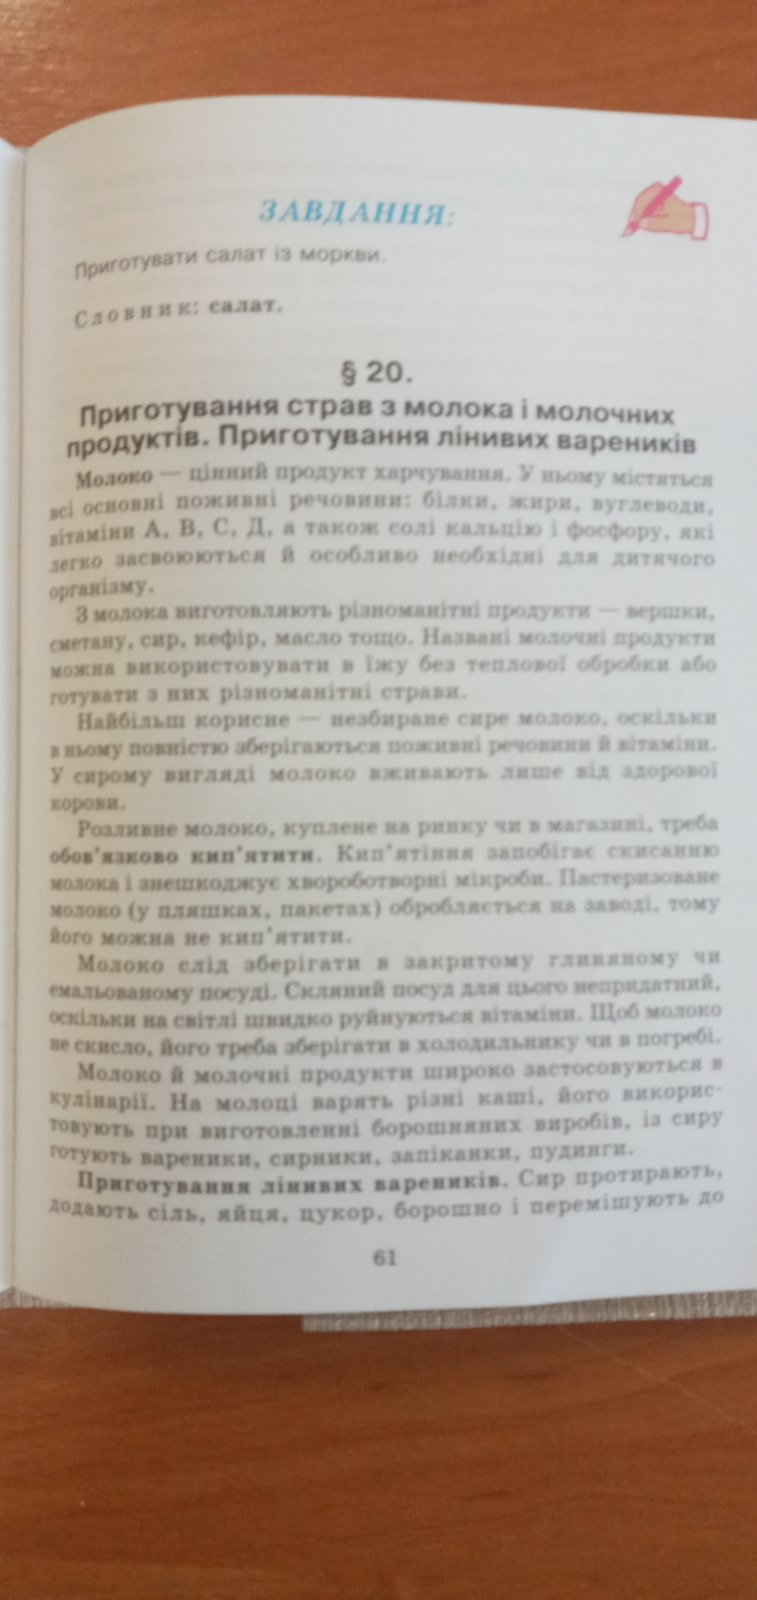 ЗАВДАННЯ:
Приготувати салат із моркви.
Словник: салат.
§ 20.
Приготування страв з молока і молочних
продуктів. Приготування лінивих вареників
Молоко — цінний продукт харчування. У ньому містяться
всі основні поживні речовини: білки, жири, вуглеводи,
вітаміни А, В, С, Д, а також солі кальцію і фосфору, які
легко засвоюються й особливо необхідні для дитячого
організму.
З молока виготовляють різноманітні продукти — вершки,
сметану, сир, кефір, масло тощо. Названі молочні продукти
можна використовувати в їжу без теплової обробки або
готувати з них різноманітні страви.
Найбільш корисне — незбиране сире молоко, оскільки
в ньому повністю зберігаються поживні речовини й вітаміни.
У сирому вигляді молоко вживають лише від здорової
корови.
Розливне молоко, куплене на ринку чи в магазині, треба
обов'язково кип'ятити. Кип'ятіння запобігає скисанню
молока і знешкоджує хвороботворні мікроби. Пастеризоване
молоко (у пляшках, пакетах) обробляється на заводі, тому
його можна не кип'ятити.
Молоко слід зберігати в закритому глиняному чи
емальованому посуді. Скляний посуд для цього непридатний,
оскільки на світлі швидко руйнуються вітаміни. Щоб молоко
не скисло, його треба зберігати в холодильнику чи в погребі.
Молоко й молочні продукти широко застосовуються в
кулінарії. На молоці варять різні каші, його викорис-
товують при виготовленні борошняних виробів, із сиру
готують вареники, сирники, запіканки, пудинги.
Приготування лінивих вареників. Сир протирають,
додають сіль, яйця, цукор, борошно і перемішують до
61